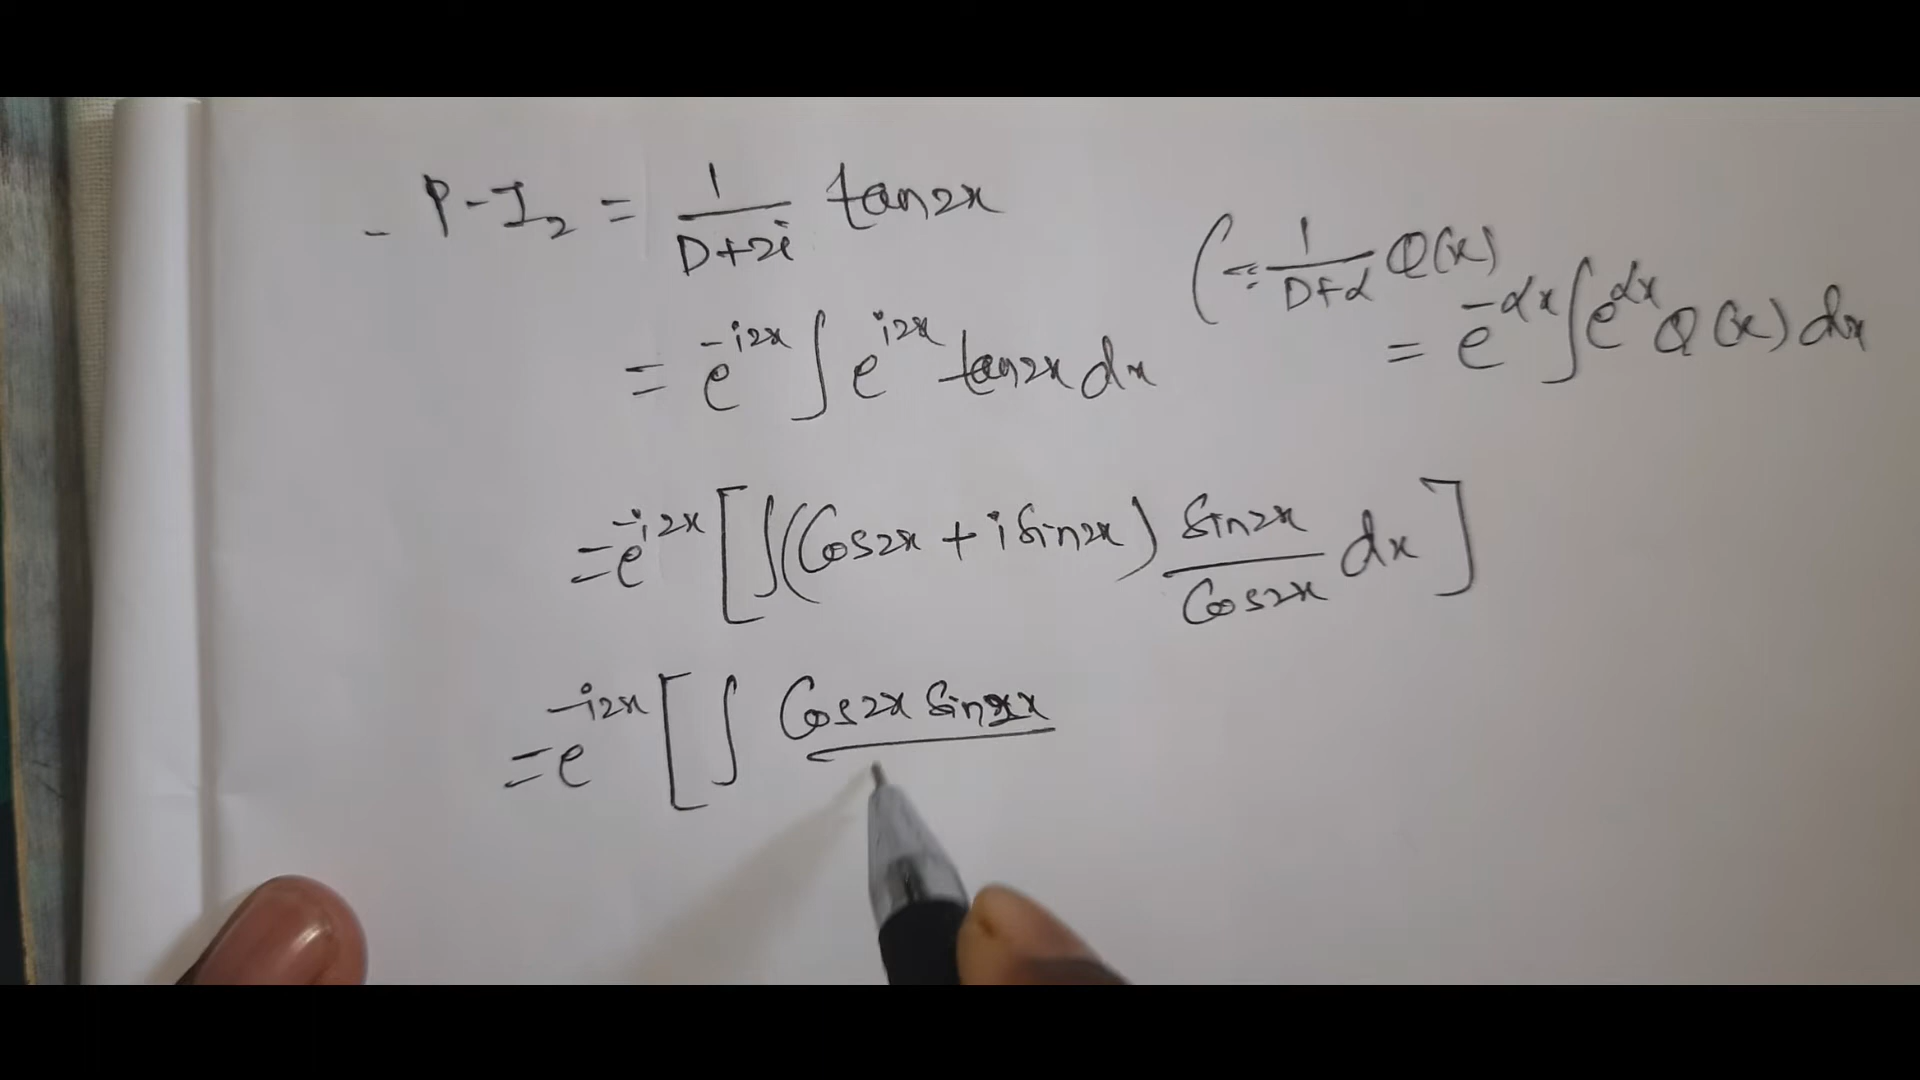 - P-I₂ = 1/(D+2i) tan2x
(∵ 1/(D+α) Q(x)
= e^(-αx) ∫ e^(αx) Q(x) dx
= e^(-i2x) ∫ e^(i2x) tan2x dx
= e^(-i2x) [∫(Cos2x + i Sin2x) Sin2x/Cos2x dx]
= e^(-i2x) [∫ Cos2x Sin2x